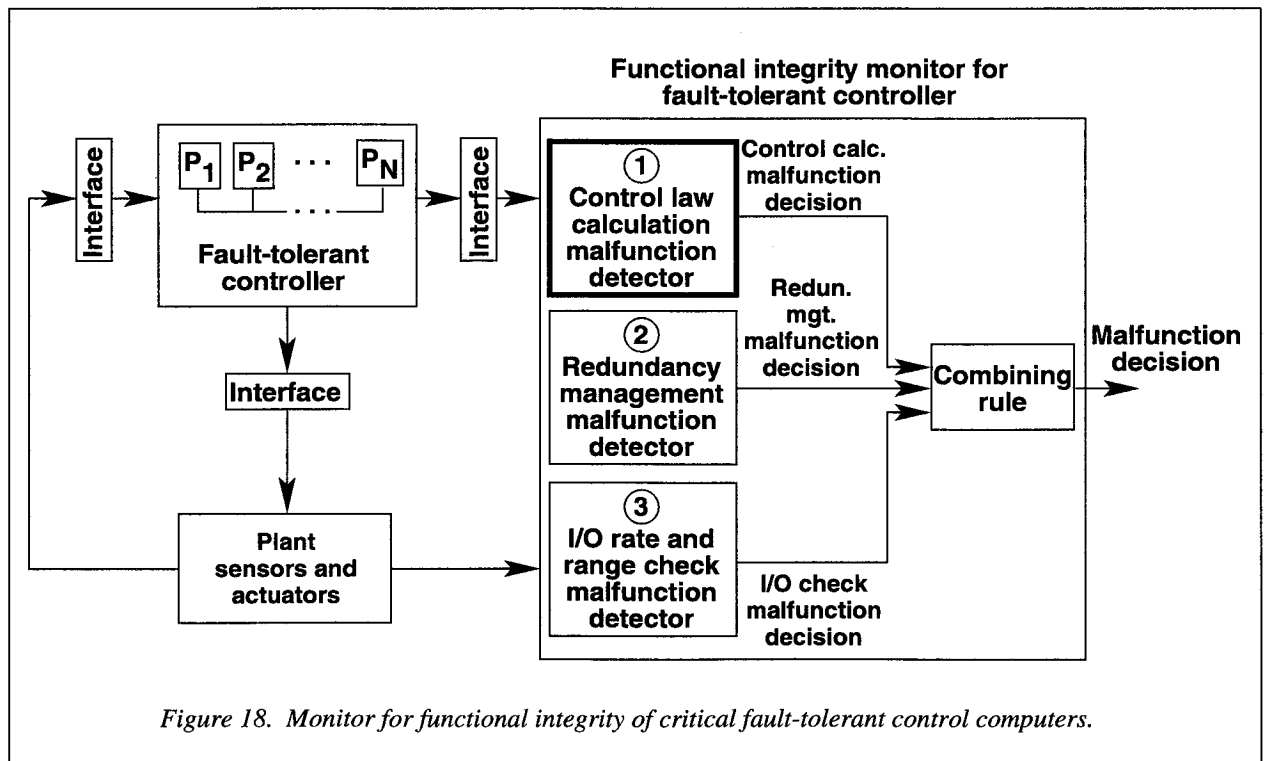 Functional integrity monitor for
fault-tolerant controller
Interface
P1 P2 · · · PN
· · ·
Fault-tolerant
controller
Interface
1
Control law
calculation
malfunction
detector
Control calc.
malfunction
decision
2
Redundancy
management
malfunction
detector
Redun.
mgt.
malfunction
decision
Interface
Combining
rule
Malfunction
decision
Plant
sensors and
actuators
3
I/O rate and
range check
malfunction
detector
I/O check
malfunction
decision
Figure 18. Monitor for functional integrity of critical fault-tolerant control computers.